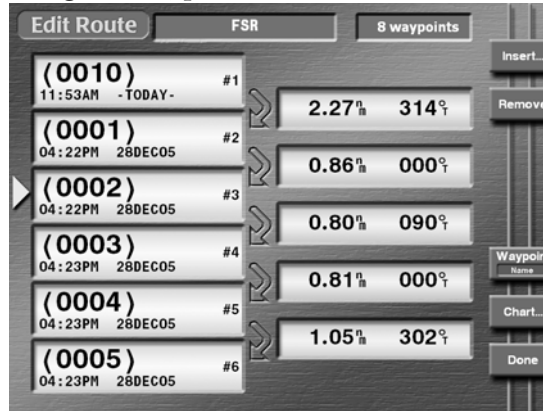 Edit Route
FSR
8 waypoints
Insert...
⟨0010⟩ #1
11:53AM -TODAY-
2.27 nm 314°T
Remove
⟨0001⟩ #2
04:22PM 28DEC05
0.86 nm 000°T
⟨0002⟩ #3
04:22PM 28DEC05
0.80 nm 090°T
⟨0003⟩ #4
04:23PM 28DEC05
Waypoin
Name
0.81 nm 000°T
⟨0004⟩ #5
04:23PM 28DEC05
Chart...
1.05 nm 302°T
⟨0005⟩ #6
04:23PM 28DEC05
Done